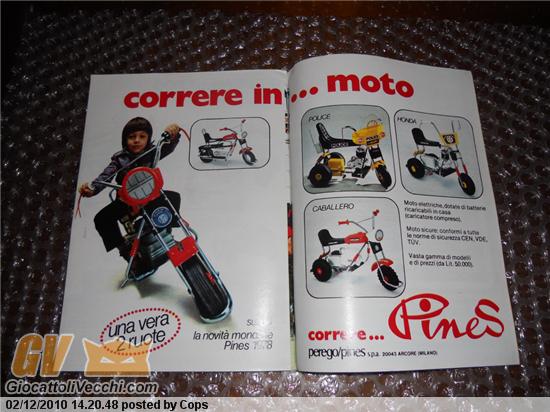 correre in ... moto
POLICE
HONDA
CABALLERO
Moto elettriche, dotate di batterie
ricaricabili in casa
(caricatore compreso).
Moto sicure: conformi a tutte
le norme di sicurezza CEN, VDE,
TÜV.
Vasta gamma di modelli
e di prezzi (da Lit. 50.000).
una vera
2 ruote
la novità mondiale
Pines 1978
corre e ... Pines
perego/pines s.p.a. 20043 ARCORE (MILANO)
GV
GiocattoliVecchi.com
02/12/2010 14.20.48 posted by Cops